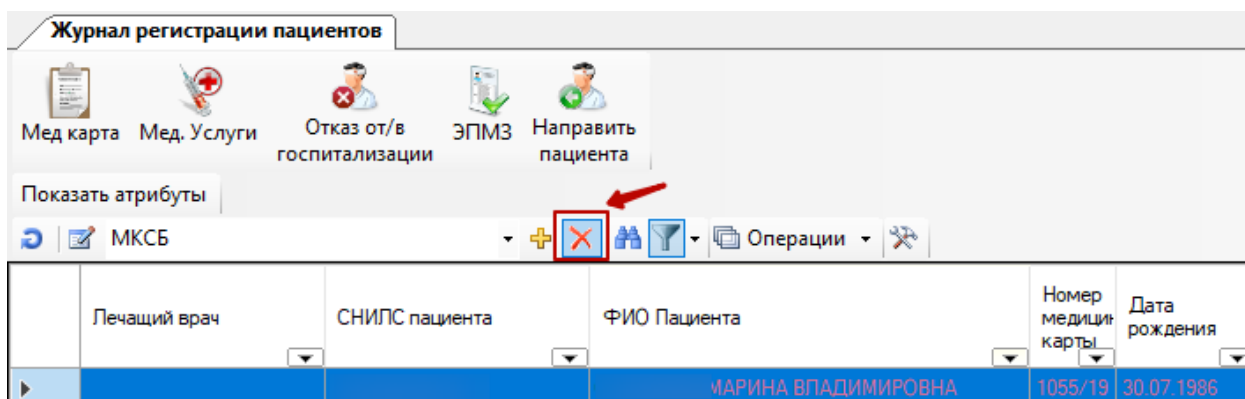 Журнал регистрации пациентов
Мед карта
Мед. Услуги
Отказ от/в
госпитализации
ЭПМЗ
Направить
пациента
Показать атрибуты
МКСБ
Операции
Лечащий врач
СНИЛС пациента
ФИО Пациента
Номер
медицин
карты
Дата
рождения
МАРИНА ВЛАДИМИРОВНА
1055/19
30.07.1986